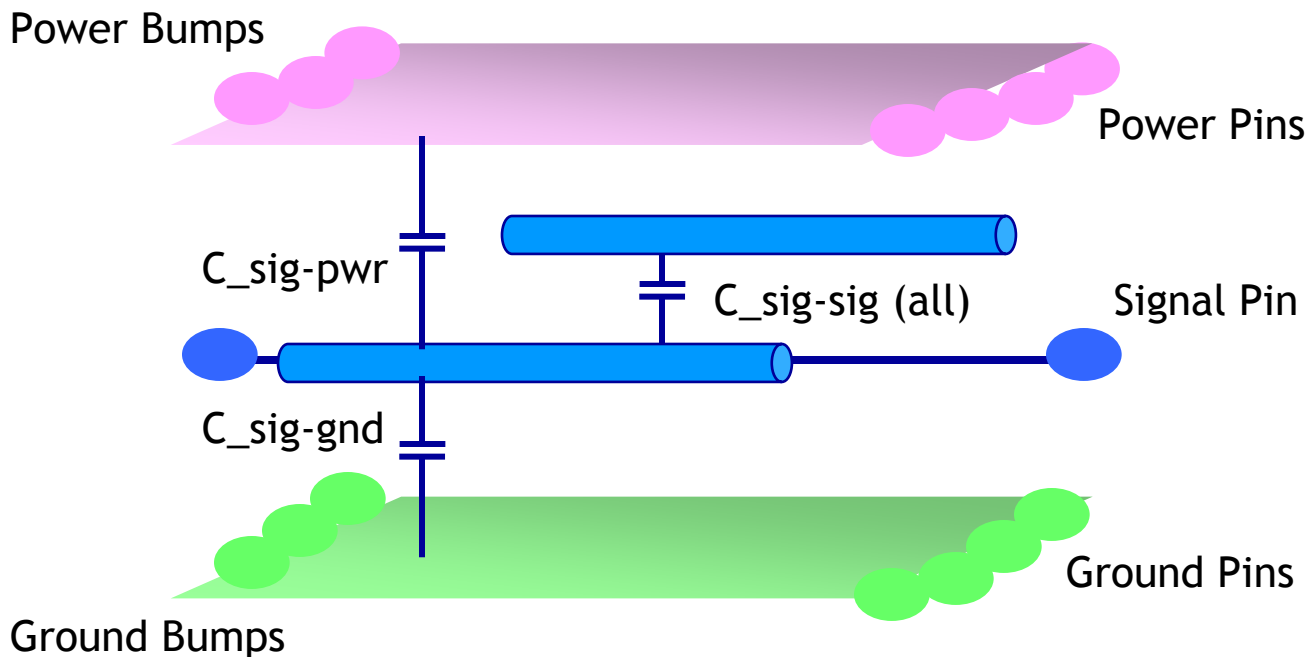 Power Bumps
Power Pins
C_sig-pwr
C_sig-sig (all)
Signal Pin
C_sig-gnd
Ground Pins
Ground Bumps